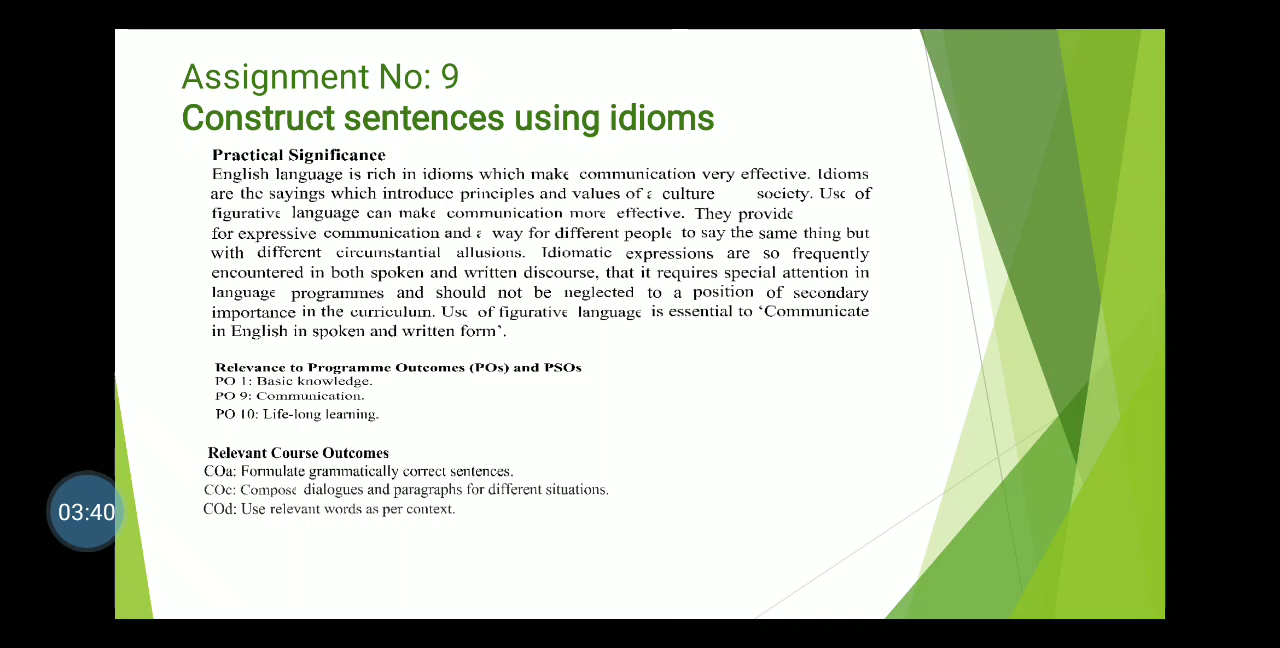 Assignment No: 9
Construct sentences using idioms
Practical Significance
English language is rich in idioms which make communication very effective. Idioms
are the sayings which introduce principles and values of a culture society. Use of
figurative language can make communication more effective. They provide
for expressive communication and a way for different people to say the same thing but
with different circumstantial allusions. Idiomatic expressions are so frequently
encountered in both spoken and written discourse, that it requires special attention in
language programmes and should not be neglected to a position of secondary
importance in the curriculum. Use of figurative language is essential to ‘Communicate
in English in spoken and written form’.
Relevance to Programme Outcomes (POs) and PSOs
PO 1: Basic knowledge.
PO 9: Communication.
PO 10: Life-long learning.
Relevant Course Outcomes
COa: Formulate grammatically correct sentences.
COc: Compose dialogues and paragraphs for different situations.
03:40
COd: Use relevant words as per context.